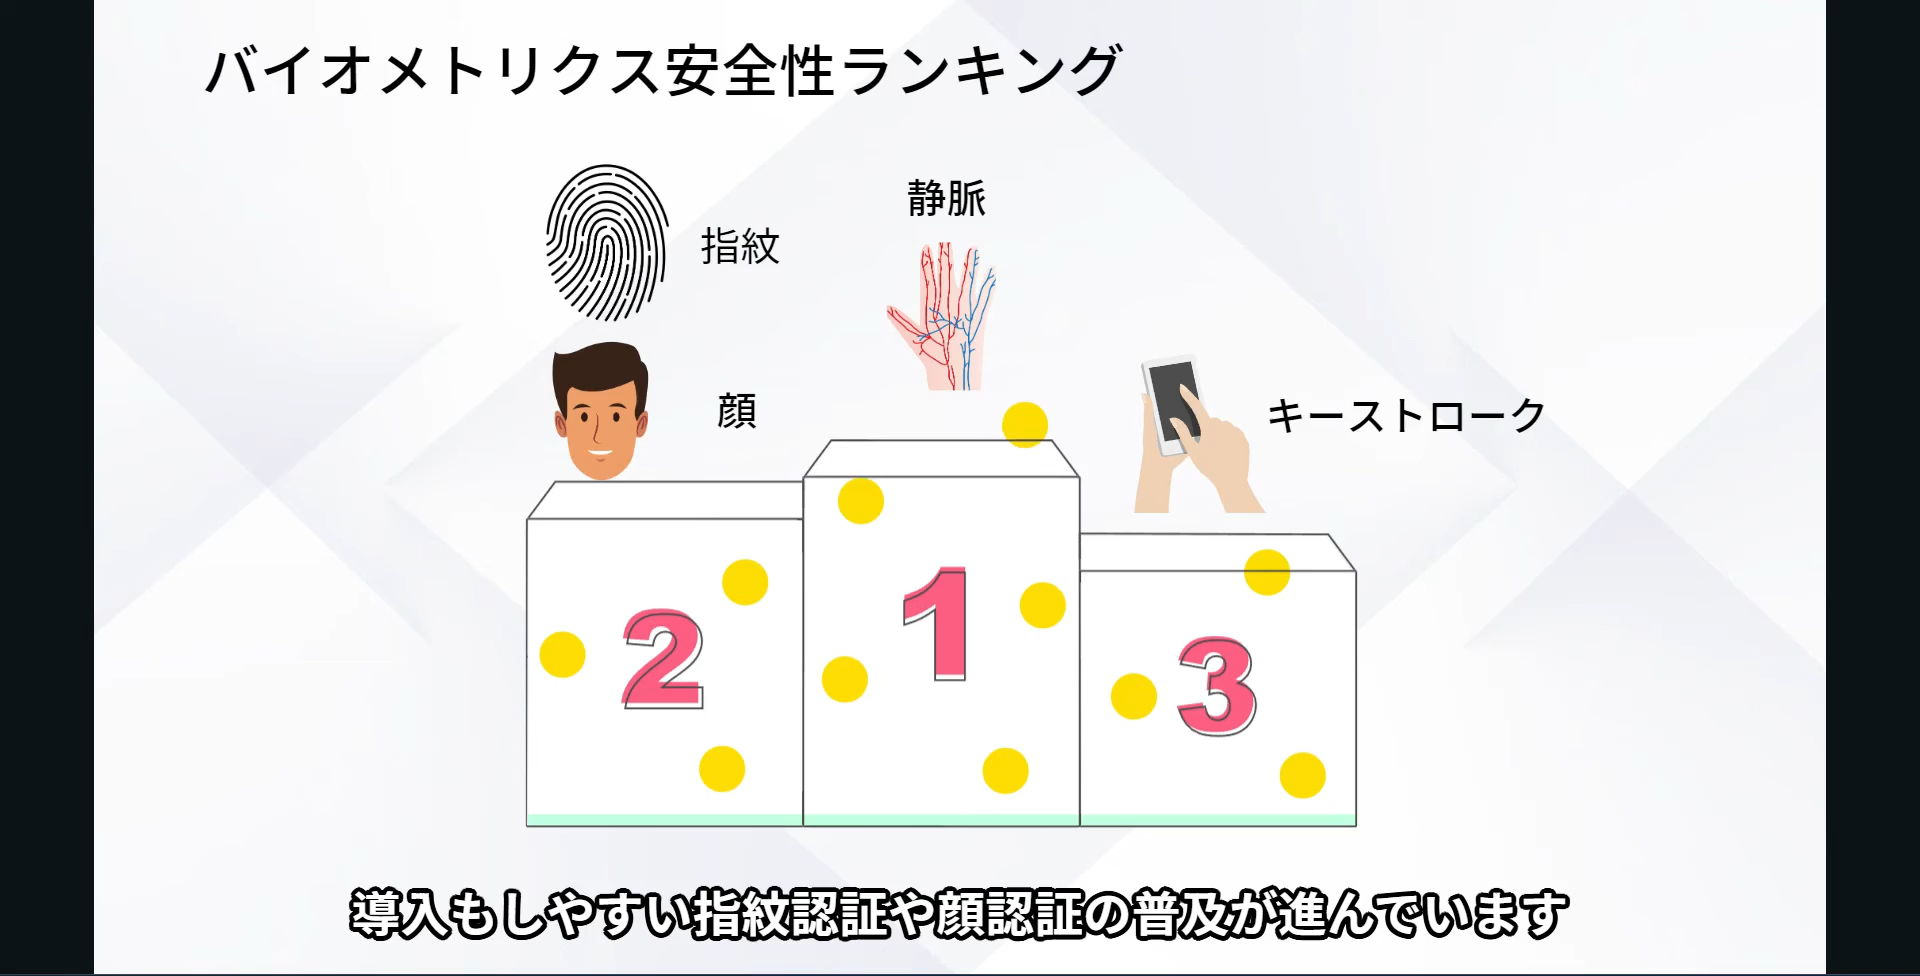 バイオメトリクス安全性ランキング
静脈
指紋
顔
キーストローク
2
1
3
導入もしやすい指紋認証や顔認証の普及が進んでいます